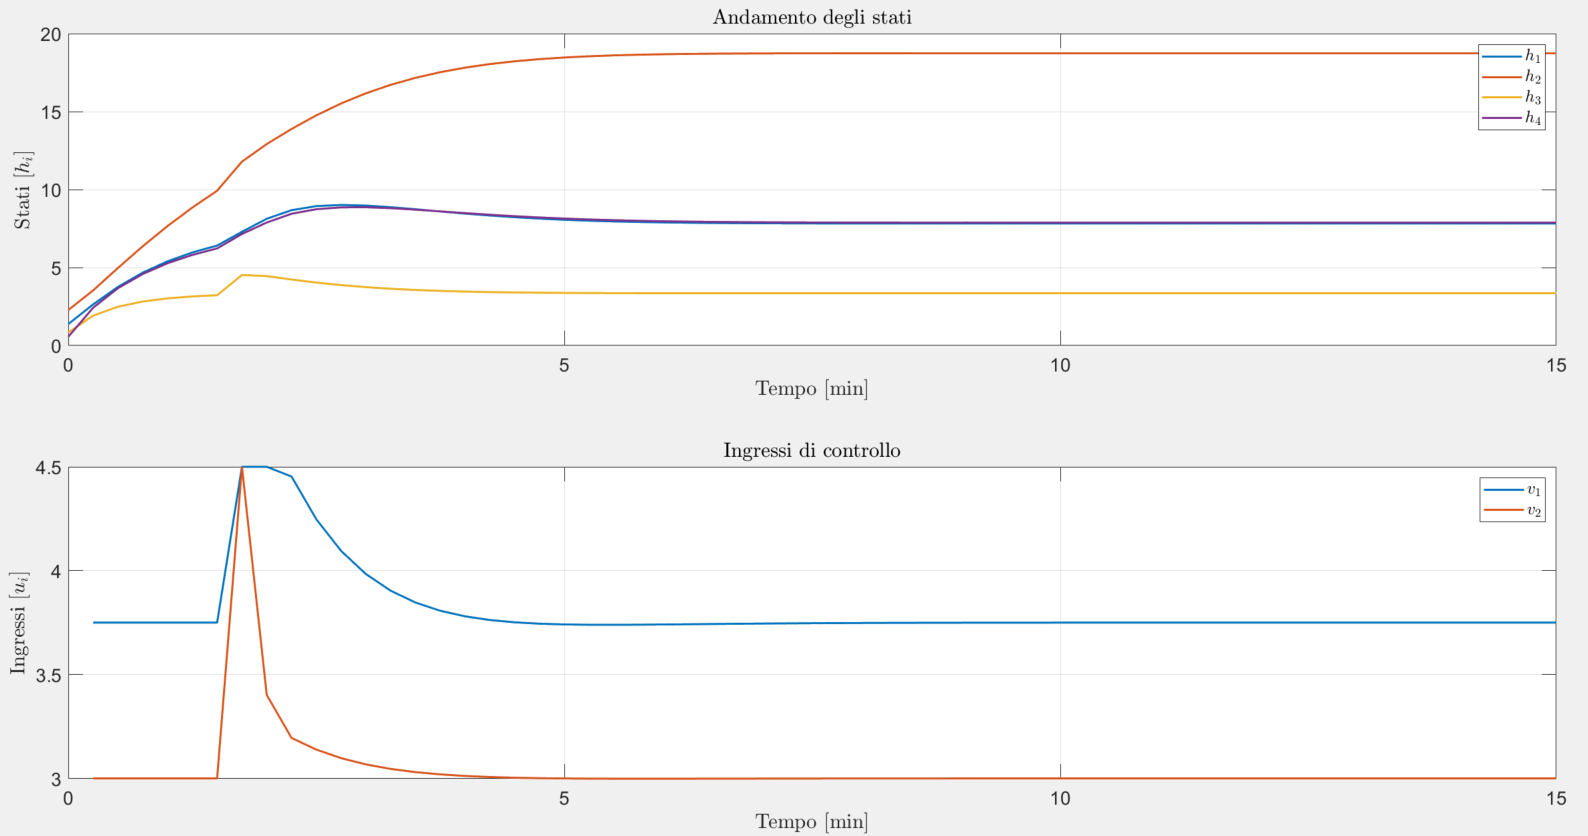 Andamento degli stati
20
15
10
5
0
Stati [h_i]
h_1
h_2
h_3
h_4
0 5 10 15
Tempo [min]
Ingressi di controllo
4.5
4
3.5
3
Ingressi [u_i]
v_1
v_2
0 5 10 15
Tempo [min]